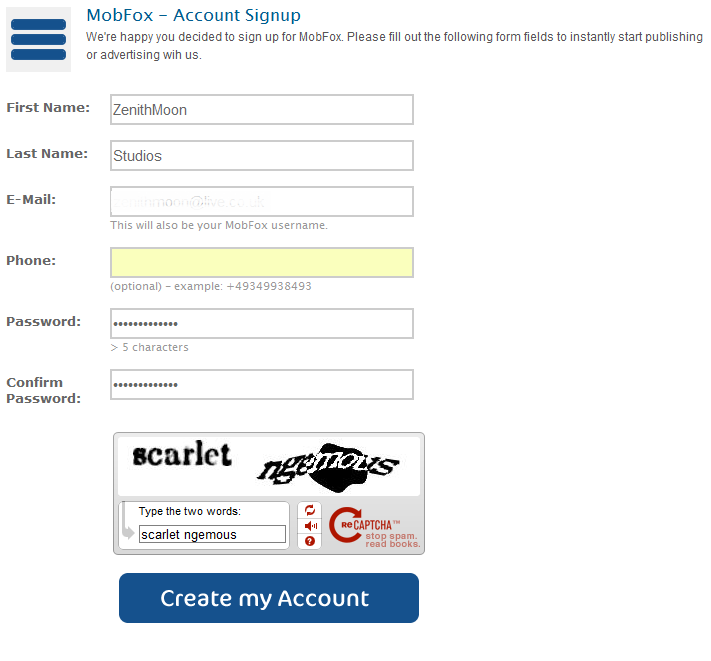 MobFox - Account Signup
We're happy you decided to sign up for MobFox. Please fill out the following form fields to instantly start publishing
or advertising wih us.
First Name:
ZenithMoon
Last Name:
Studios
E-Mail:
This will also be your MobFox username.
Phone:
(optional) - example: +49349938493
Password:
•••••••••••••
> 5 characters
Confirm
Password:
•••••••••••••
scarlet ngemous
Type the two words:
scarlet ngemous
reCAPTCHA™
stop spam.
read books.
Create my Account